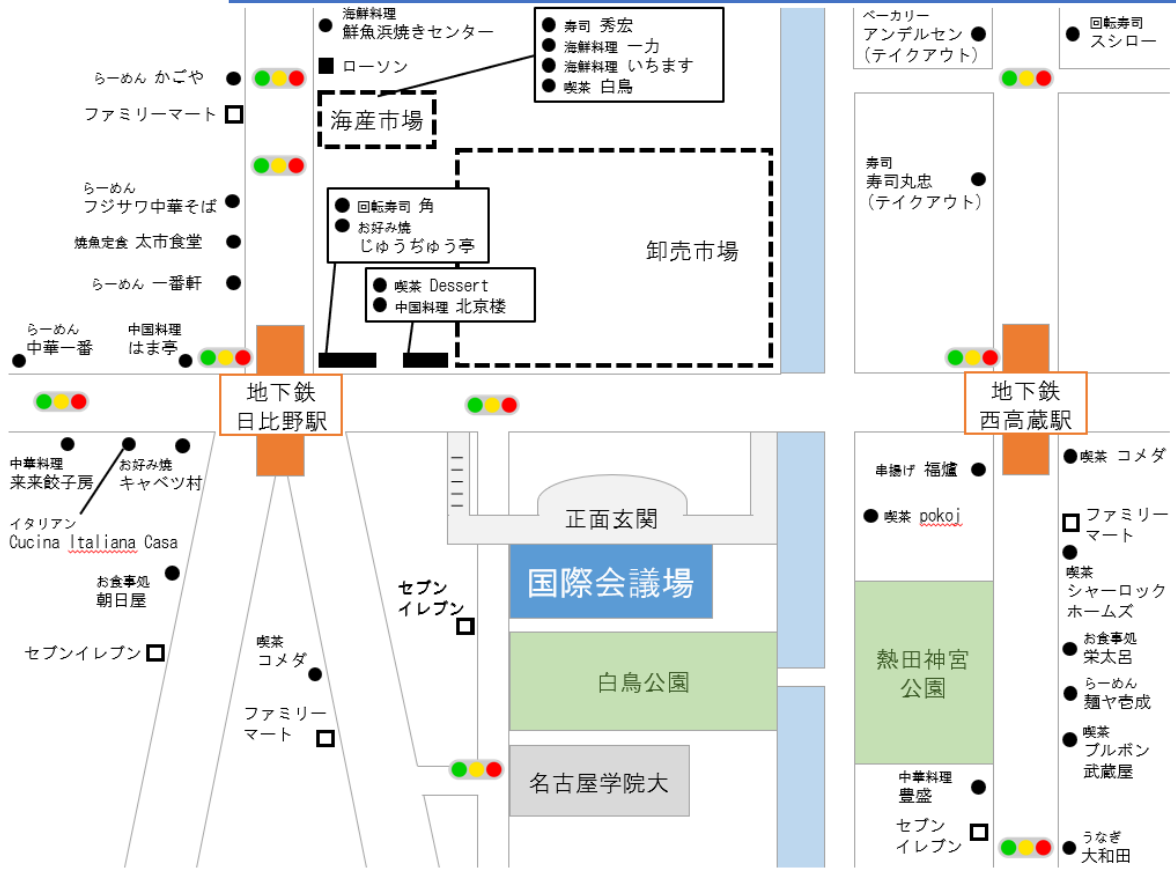 海鮮料理
鮮魚浜焼きセンター
ローソン
らーめん かごや
ファミリーマート
海産市場
寿司 秀宏
海鮮料理 一力
海鮮料理 いちます
喫茶 白鳥
ベーカリー
アンデルセン
(テイクアウト)
回転寿司
スシロー
らーめん
フジサワ中華そば
焼魚定食 太市食堂
らーめん 一番軒
回転寿司 角
お好み焼
じゅうぢゅう亭
喫茶 Dessert
中国料理 北京楼
卸売市場
寿司
寿司丸忠
(テイクアウト)
らーめん
中華一番
中国料理
はま亭
地下鉄
日比野駅
地下鉄
西高蔵駅
中華料理
来来餃子房
お好み焼
キャベツ村
イタリアン
Cucina Italiana Casa
お食事処
朝日屋
セブンイレブン
喫茶
コメダ
ファミリー
マート
セブン
イレブン
正面玄関
国際会議場
白鳥公園
名古屋学院大
串揚げ 福爐
喫茶 pokoj
熱田神宮
公園
中華料理
豊盛
セブン
イレブン
喫茶 コメダ
ファミリー
マート
喫茶
シャーロック
ホームズ
お食事処
栄太呂
らーめん
麺ヤ壱成
喫茶
ブルボン
武蔵屋
うなぎ
大和田